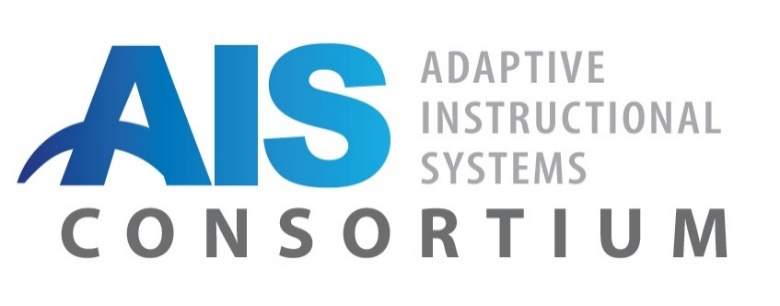 AIS
ADAPTIVE
INSTRUCTIONAL
SYSTEMS
CONSORTIUM